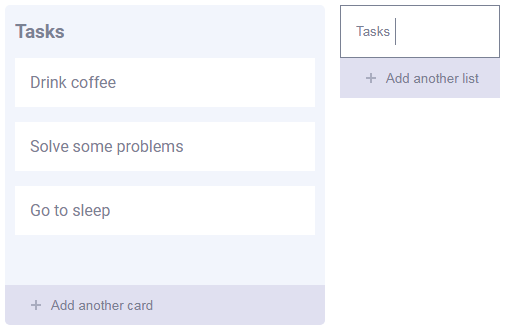 Tasks
Drink coffee
Solve some problems
Go to sleep
+ Add another card
Tasks
+ Add another list